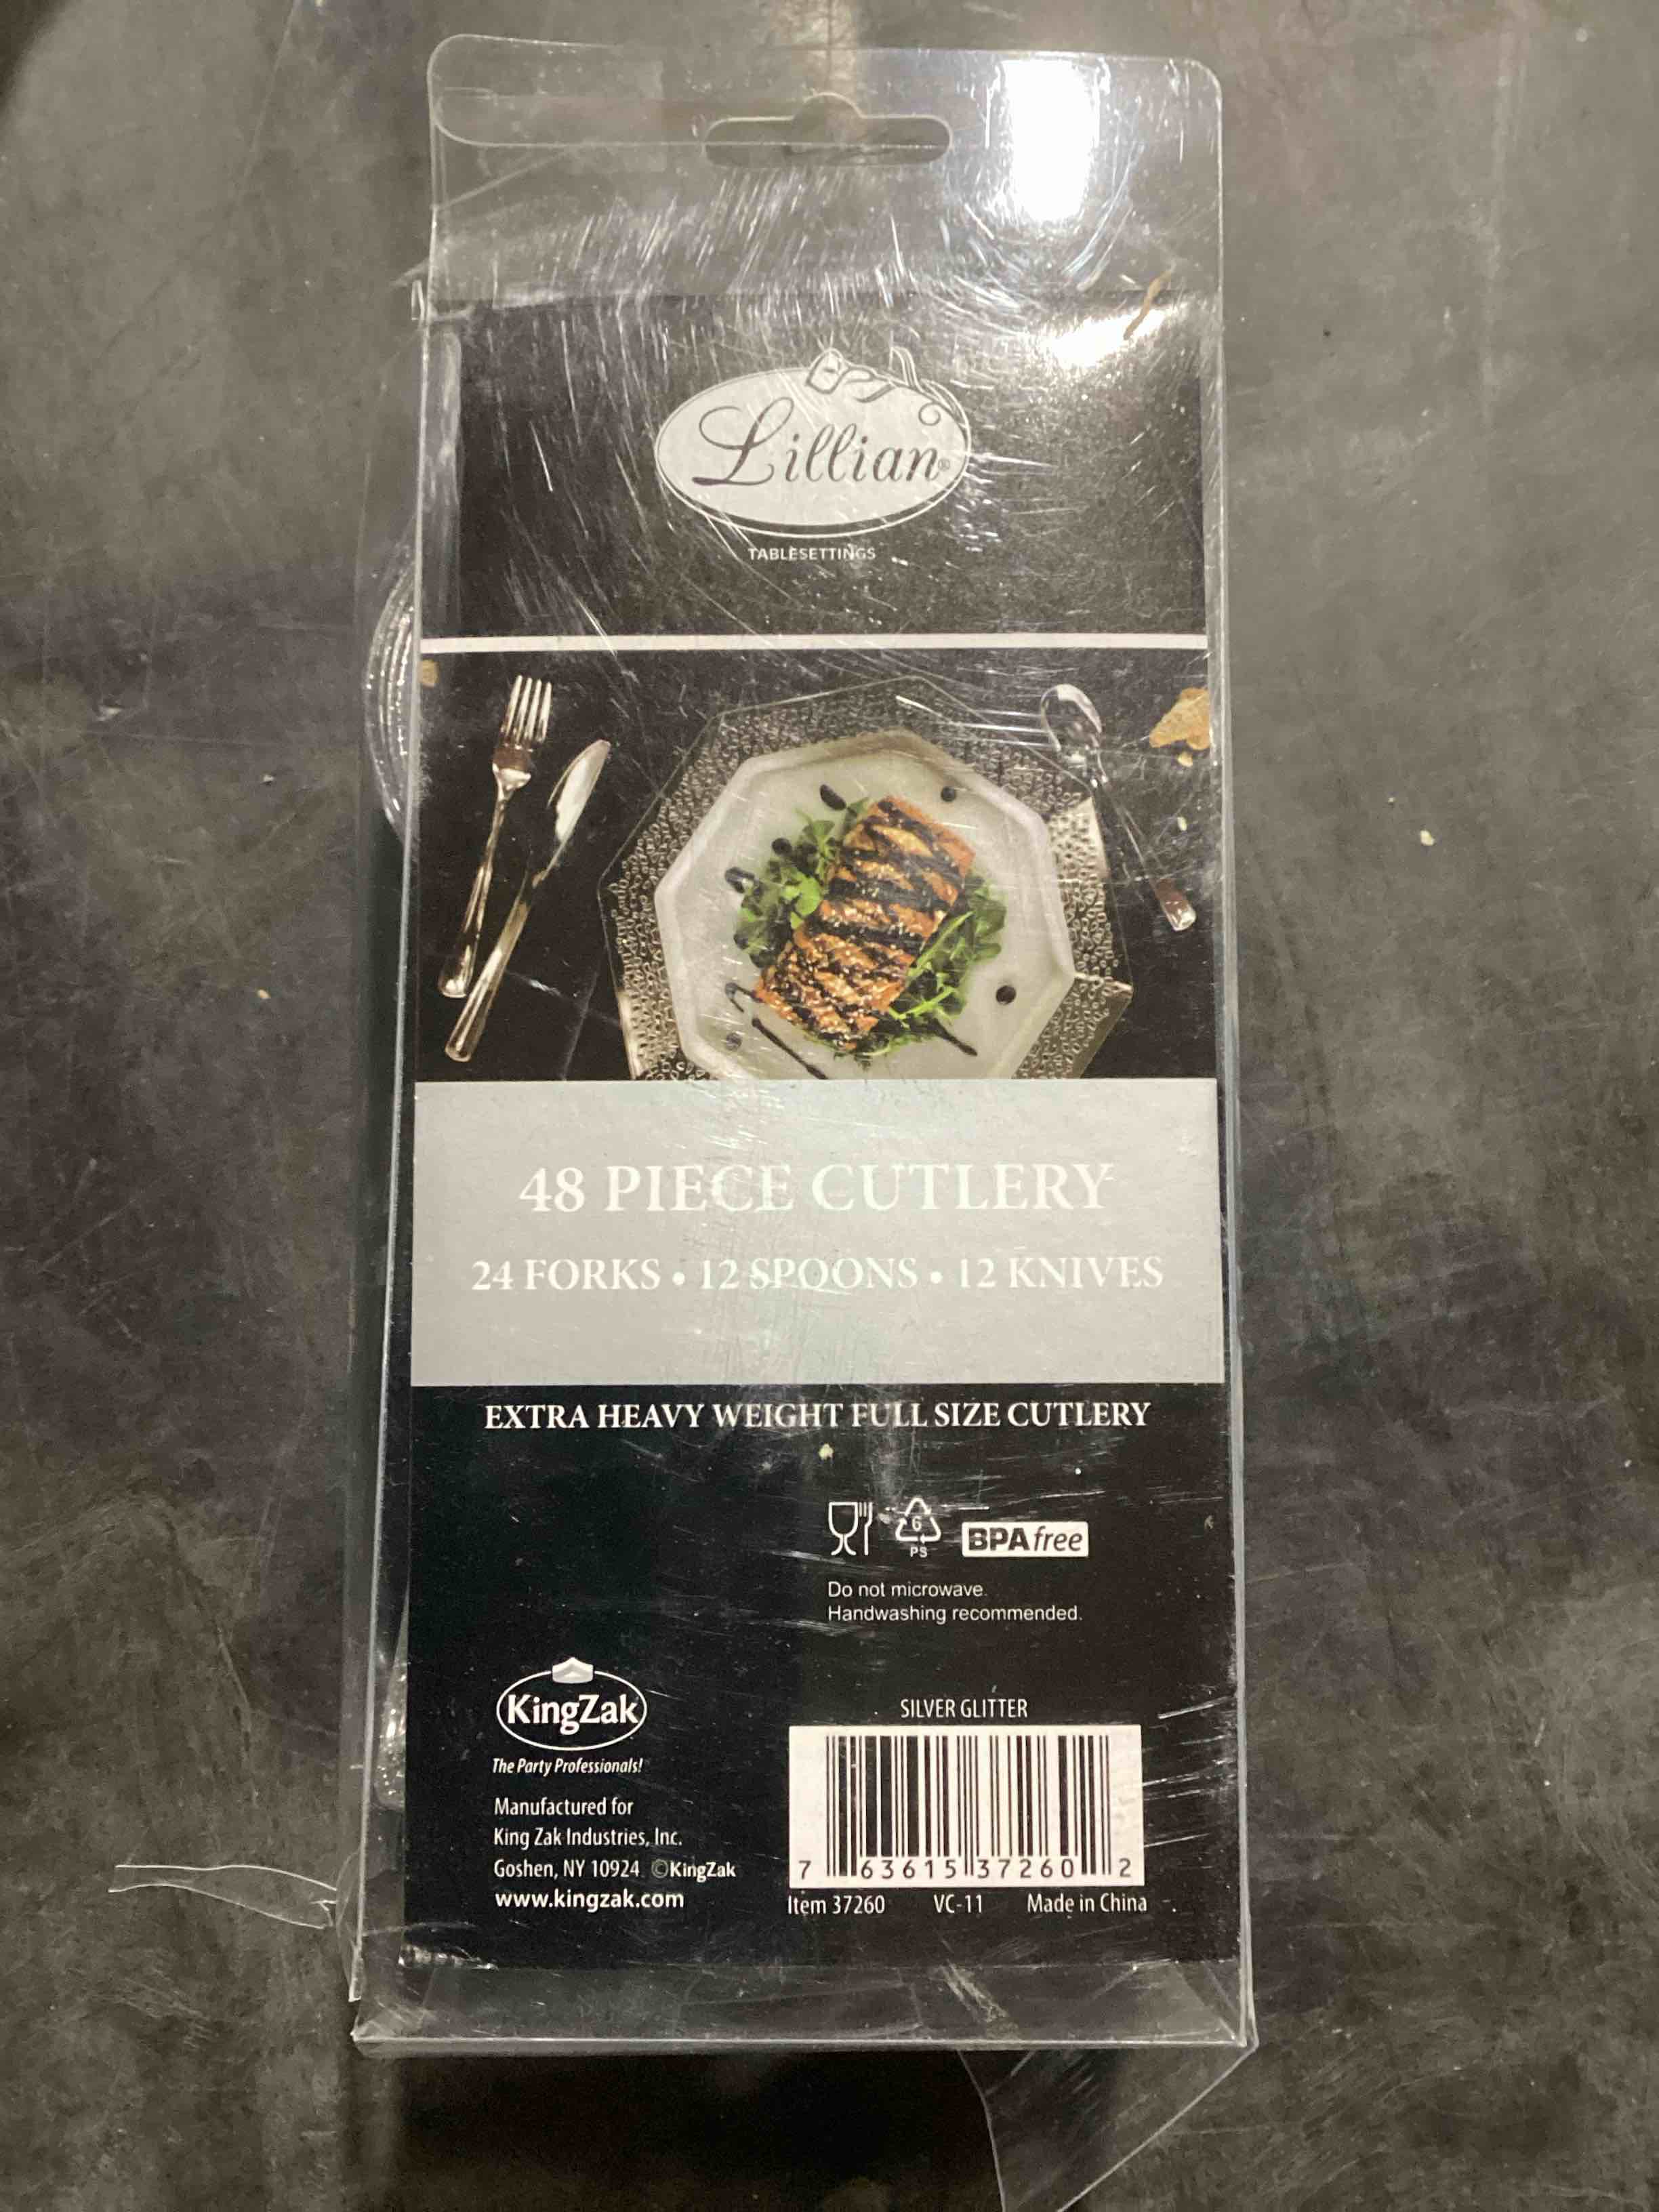 Lillian®
TABLESETTINGS
48 PIECE CUTLERY
24 FORKS • 12 SPOONS • 12 KNIVES
EXTRA HEAVY WEIGHT FULL SIZE CUTLERY
6
PS
BPA free
Do not microwave.
Handwashing recommended.
KingZak
The Party Professionals!
Manufactured for
King Zak Industries, Inc.
Goshen, NY 10924 ©KingZak
www.kingzak.com
SILVER GLITTER
7 63615 37260 2
Item 37260 VC-11 Made in China